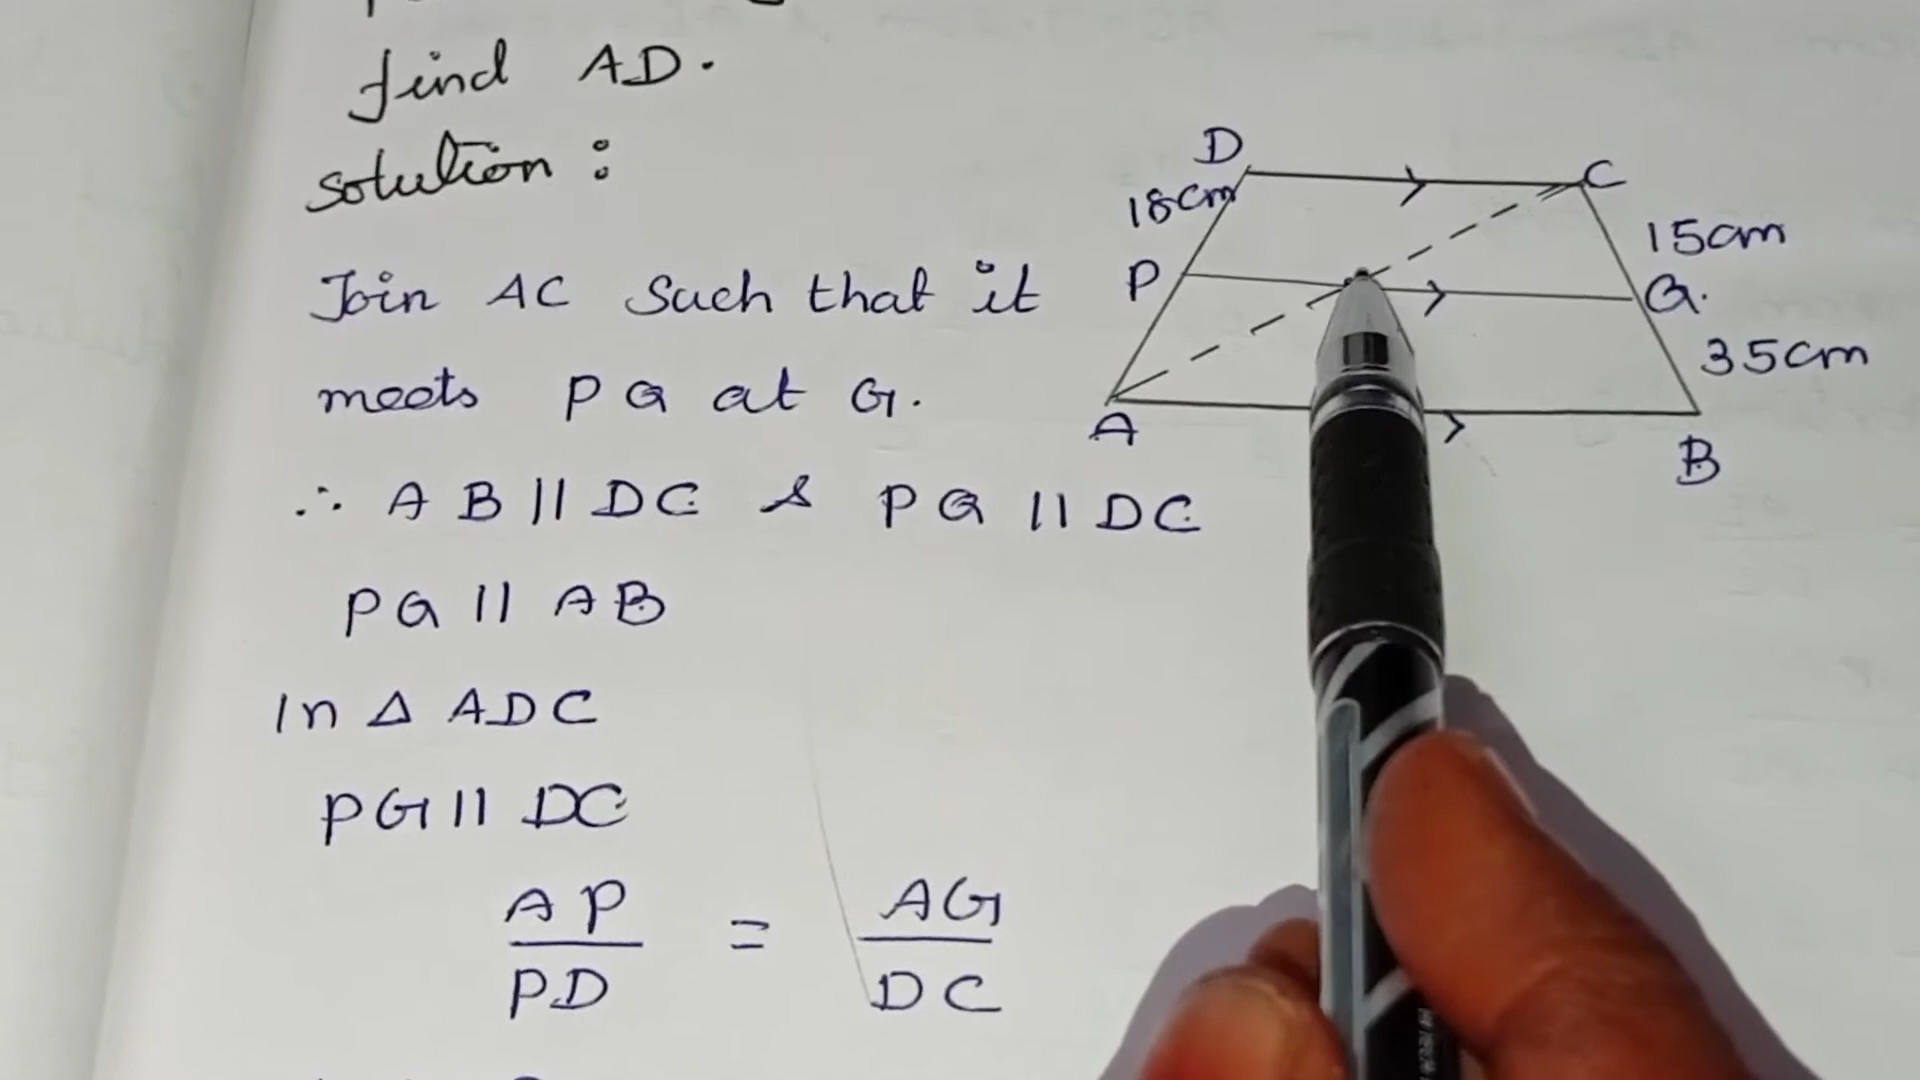 find AD.
solution :
Join AC such that it
meets PQ at G.
∴ AB || DC & PQ || DC
PQ || AB
In Δ ADC
PG || DC
AP/PD = AG/DC
D
C
18cm
15cm
P
Q.
35cm
A
B